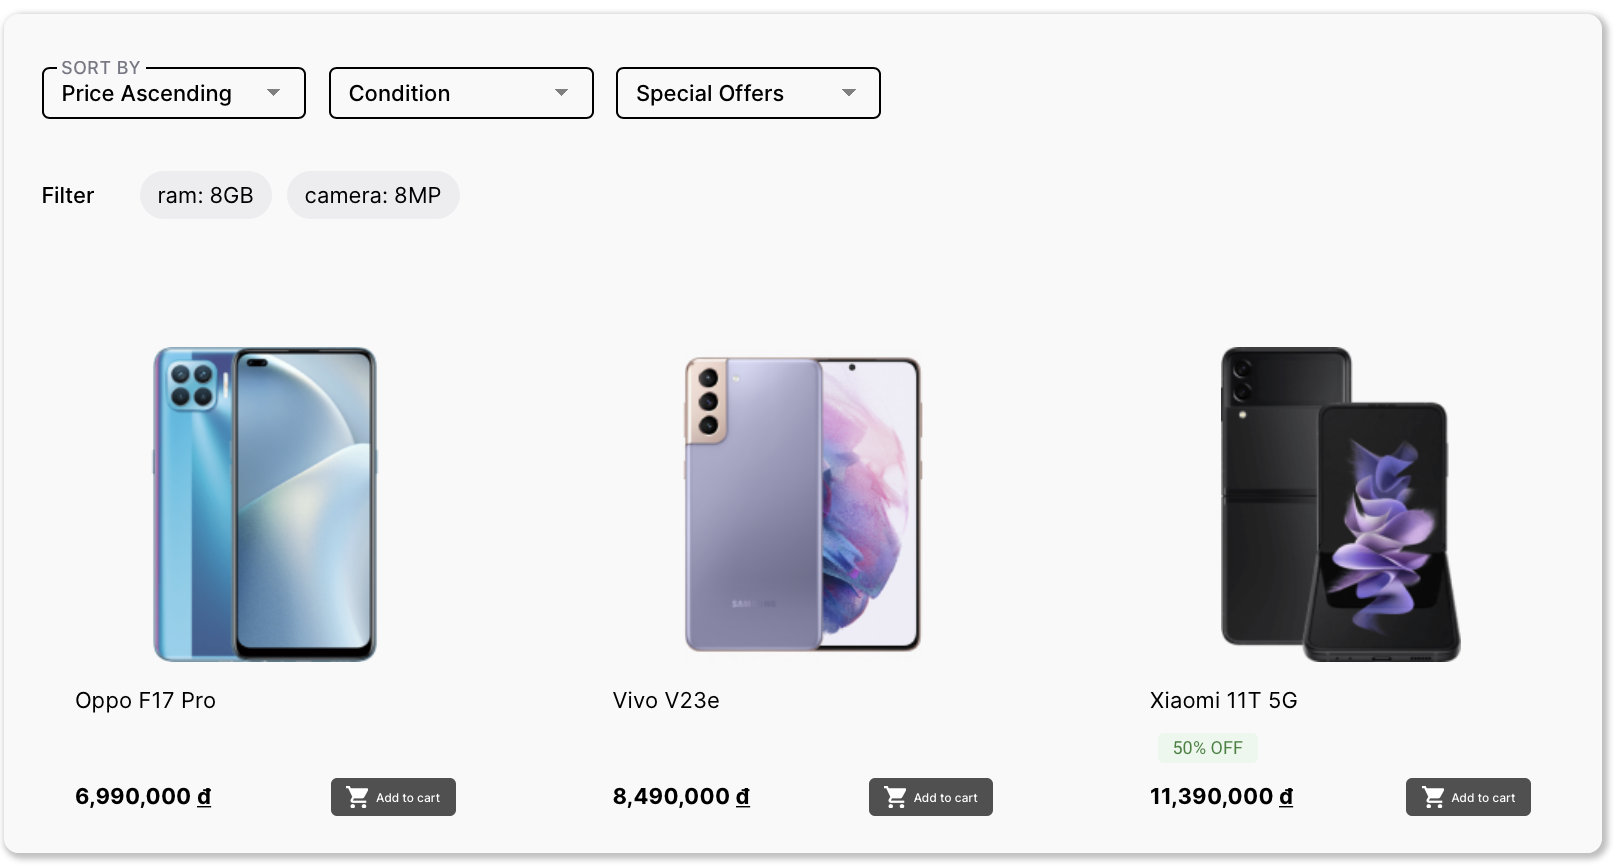 SORT BY
Price Ascending
Condition
Special Offers
Filter
ram: 8GB
camera: 8MP
SAMSUNG
Oppo F17 Pro
Vivo V23e
Xiaomi 11T 5G
50% OFF
6,990,000 đ
Add to cart
8,490,000 đ
Add to cart
11,390,000 đ
Add to cart